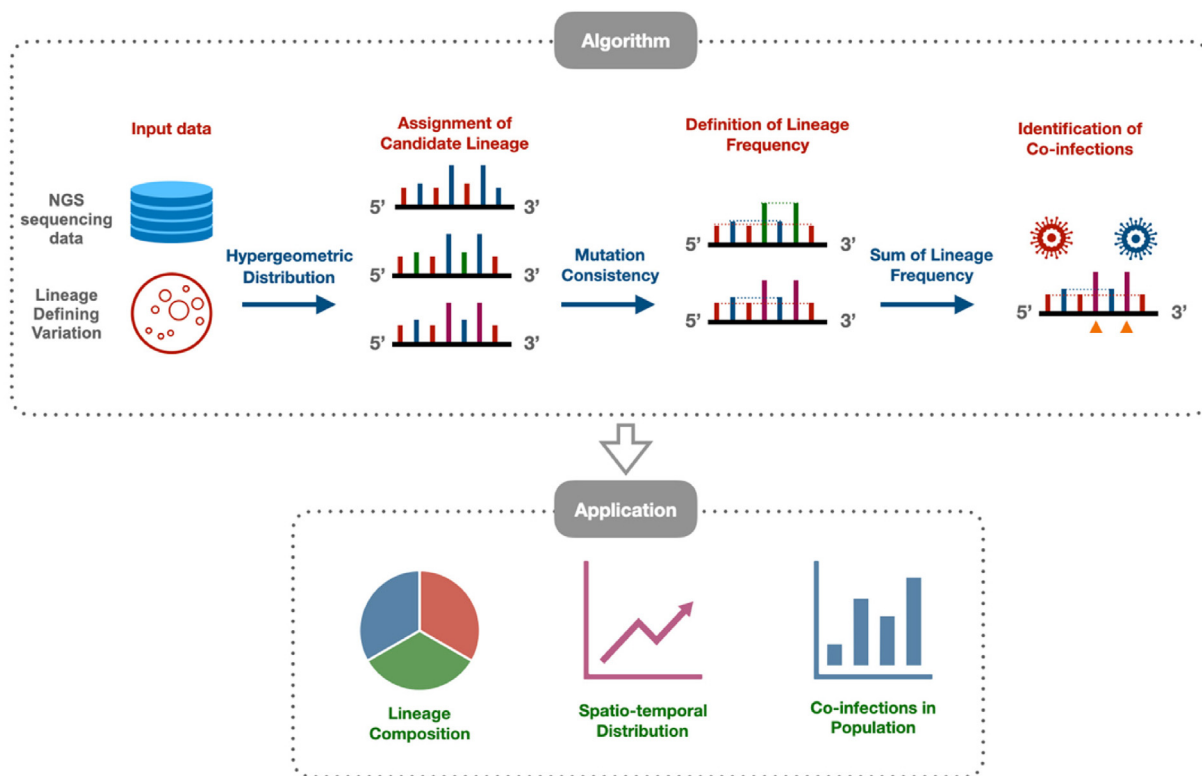 Algorithm
Input data
Assignment of
Candidate Lineage
Definition of Lineage
Frequency
Identification of
Co-infections
NGS
sequencing
data
Lineage
Defining
Variation
Hypergeometric
Distribution
5’ 3’
5’ 3’
5’ 3’
Mutation
Consistency
5’ 3’
5’ 3’
Sum of Lineage
Frequency
5’ 3’
Application
Lineage
Composition
Spatio-temporal
Distribution
Co-infections in
Population